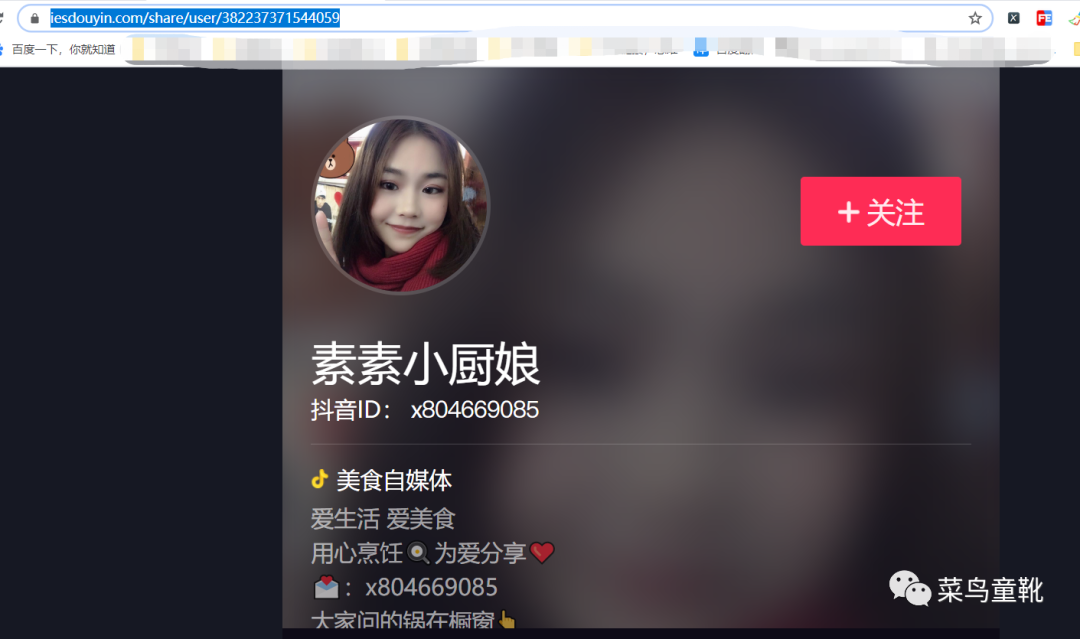 iesdouyin.com/share/user/382237371544059
百度一下，你就知道
+ 关注
素素小厨娘
抖音ID： x804669085
美食自媒体
爱生活 爱美食
用心烹饪🍳为爱分享❤️
💌：x804669085
大家问的锅在橱窗👇
菜鸟童靴